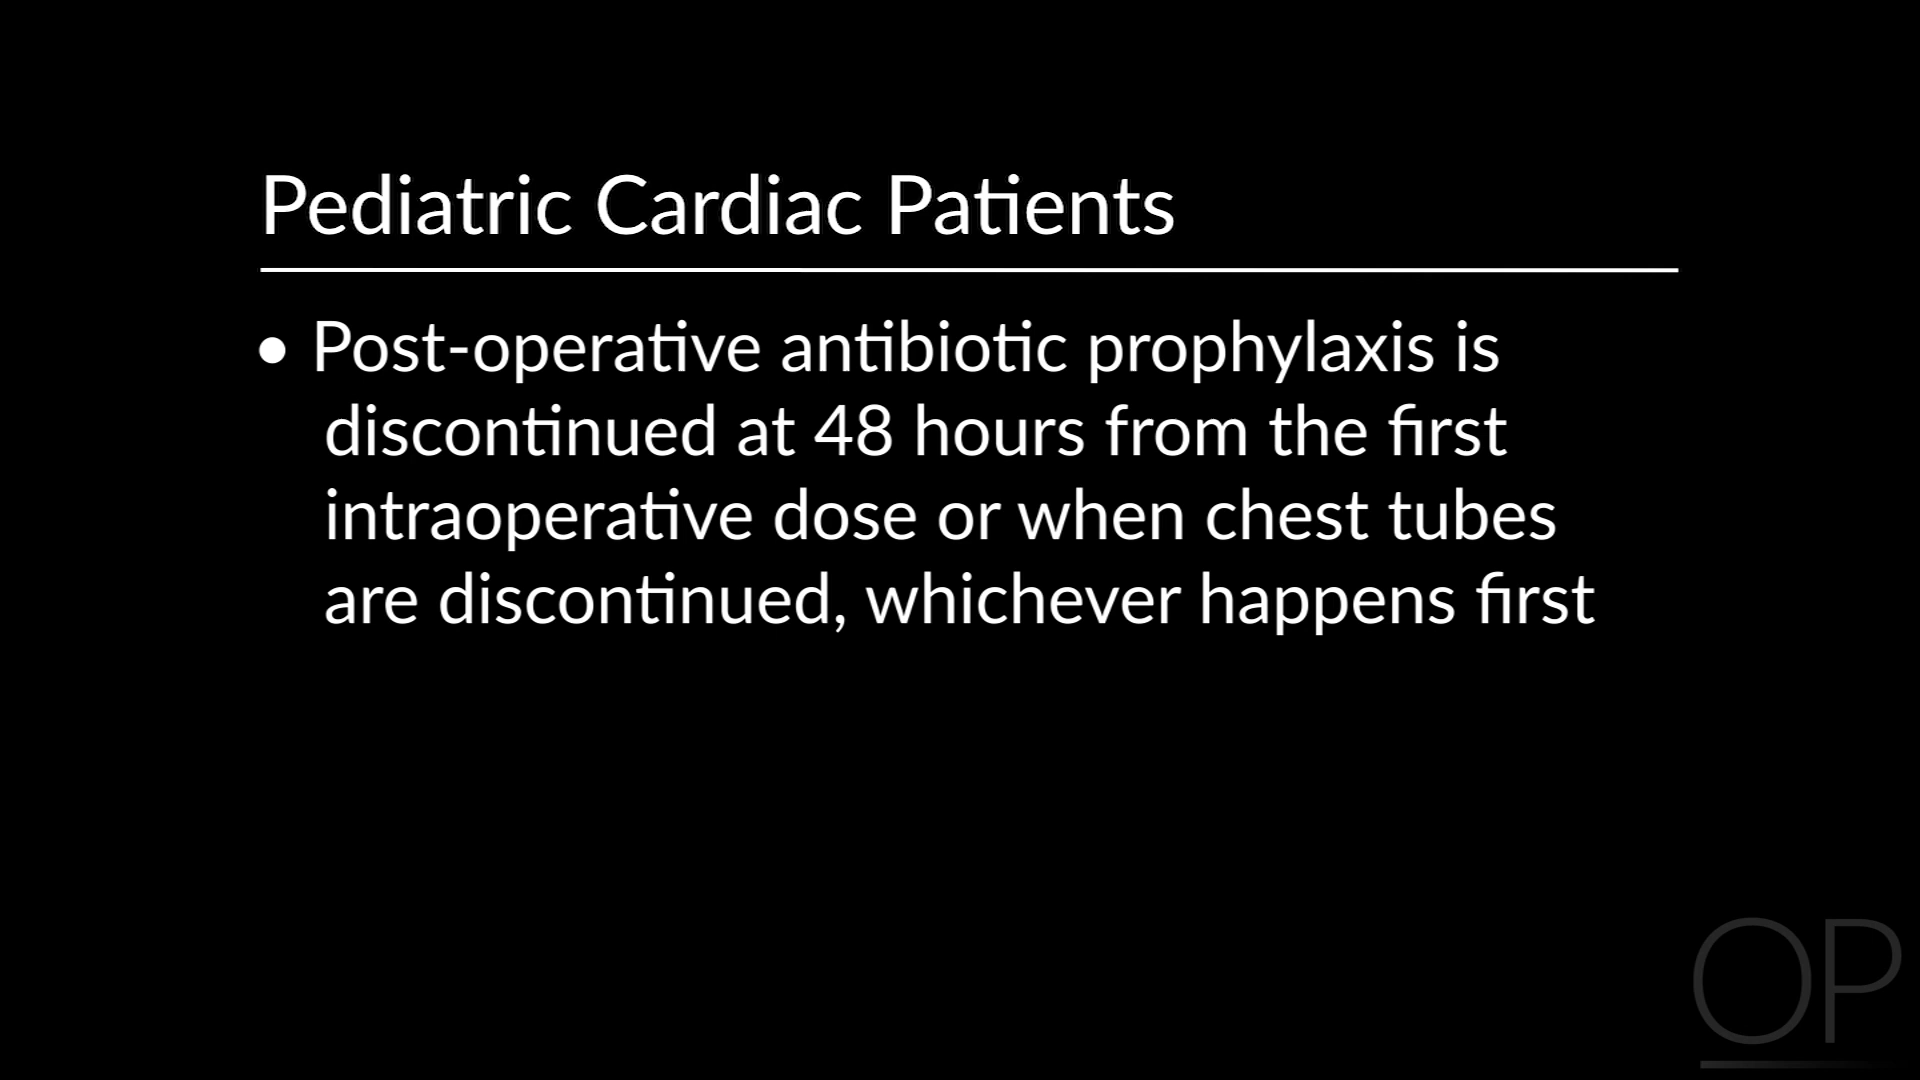 Pediatric Cardiac Patients
• Post-operative antibiotic prophylaxis is
discontinued at 48 hours from the first
intraoperative dose or when chest tubes
are discontinued, whichever happens first
OP